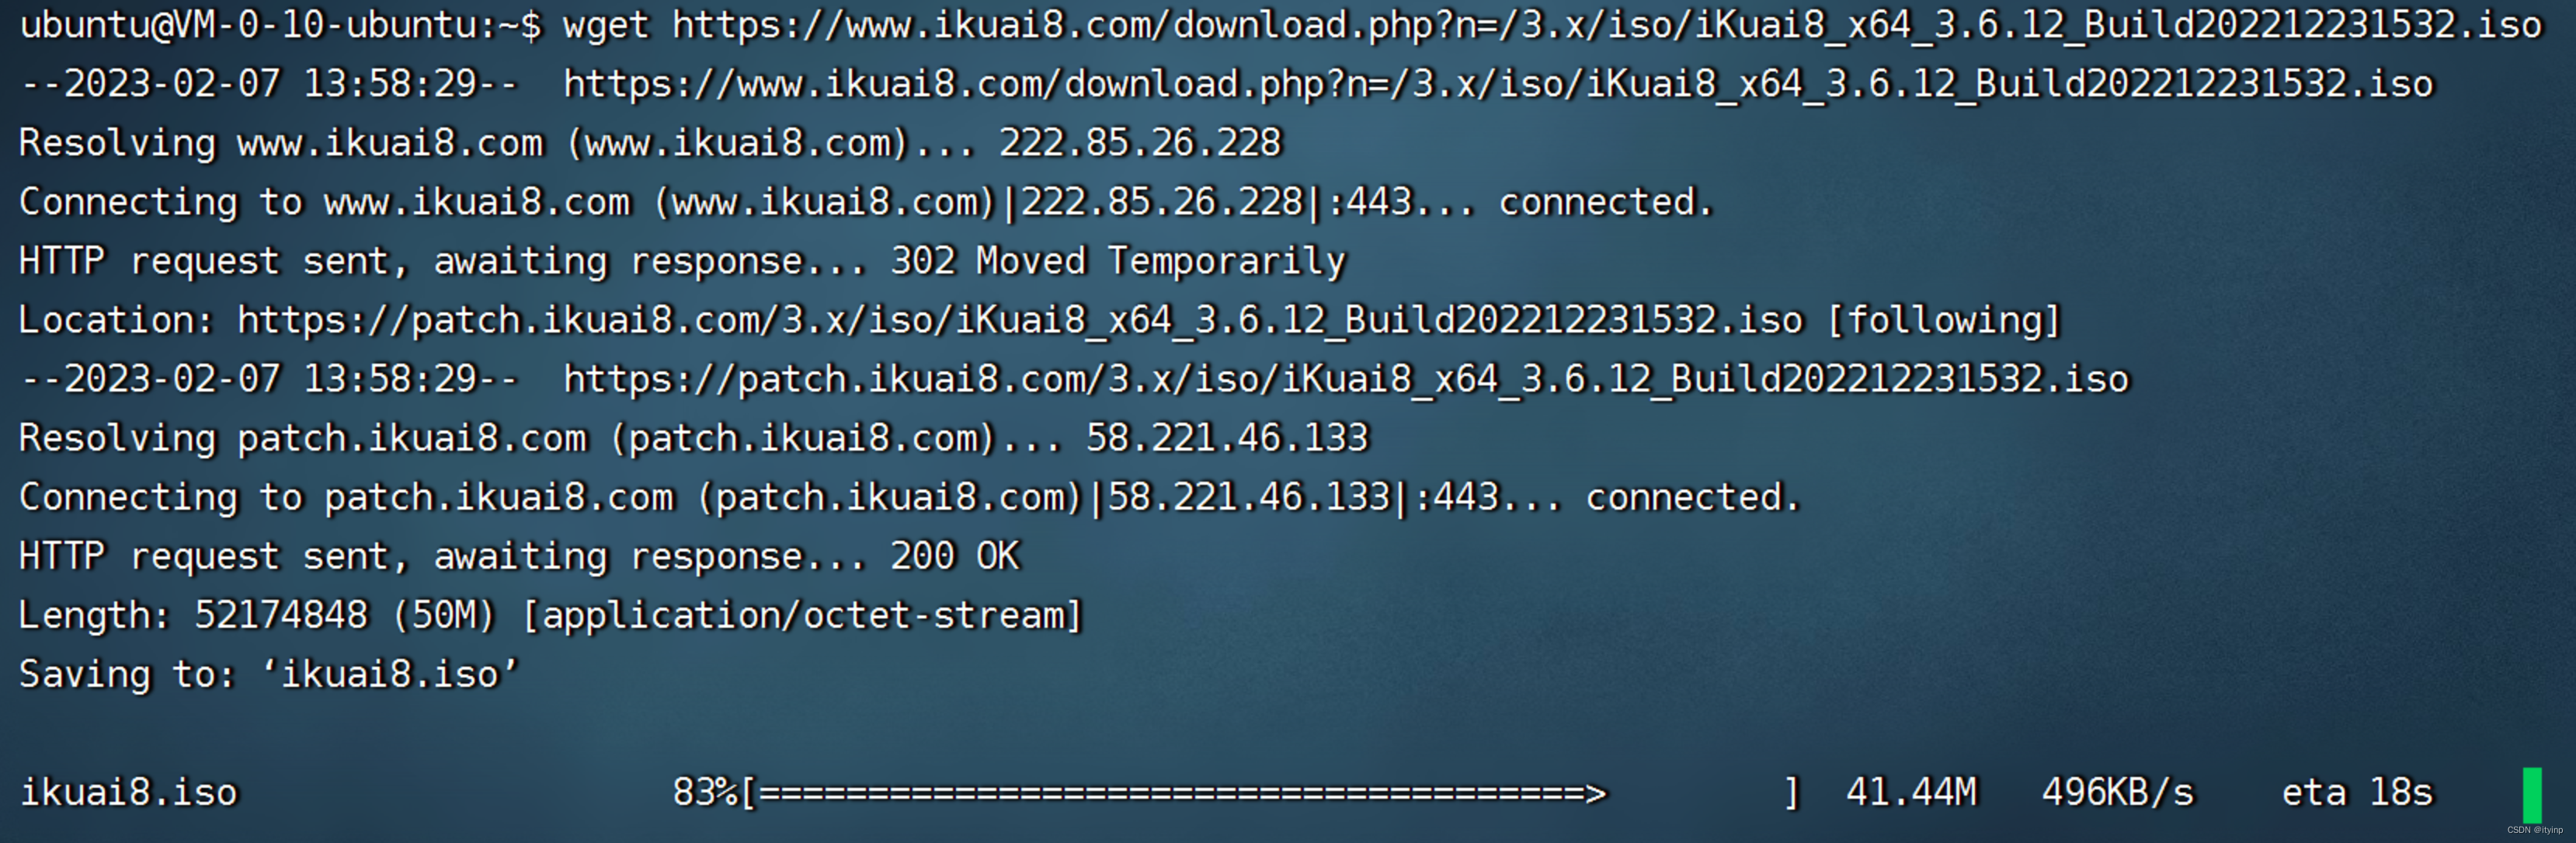 ubuntu@VM-0-10-ubuntu:~$ wget https://www.ikuai8.com/download.php?n=/3.x/iso/iKuai8_x64_3.6.12_Build202212231532.iso
--2023-02-07 13:58:29--  https://www.ikuai8.com/download.php?n=/3.x/iso/iKuai8_x64_3.6.12_Build202212231532.iso
Resolving www.ikuai8.com (www.ikuai8.com)... 222.85.26.228
Connecting to www.ikuai8.com (www.ikuai8.com)|222.85.26.228|:443... connected.
HTTP request sent, awaiting response... 302 Moved Temporarily
Location: https://patch.ikuai8.com/3.x/iso/iKuai8_x64_3.6.12_Build202212231532.iso [following]
--2023-02-07 13:58:29--  https://patch.ikuai8.com/3.x/iso/iKuai8_x64_3.6.12_Build202212231532.iso
Resolving patch.ikuai8.com (patch.ikuai8.com)... 58.221.46.133
Connecting to patch.ikuai8.com (patch.ikuai8.com)|58.221.46.133|:443... connected.
HTTP request sent, awaiting response... 200 OK
Length: 52174848 (50M) [application/octet-stream]
Saving to: ‘ikuai8.iso’
ikuai8.iso 83%[======================================> ] 41.44M 496KB/s eta 18s
CSDN @ityinp